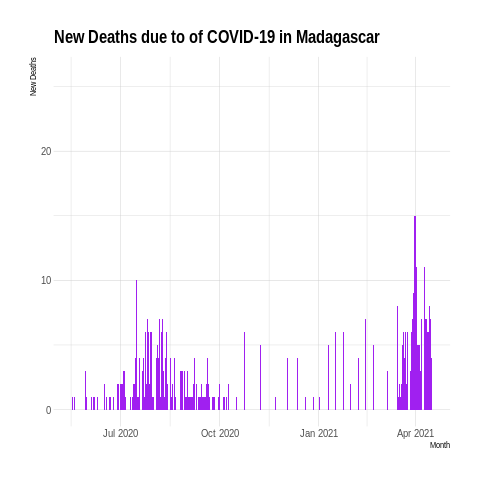 New Deaths due to of COVID-19 in Madagascar
New Deaths
20
10
0
Jul 2020 Oct 2020 Jan 2021 Apr 2021
Month